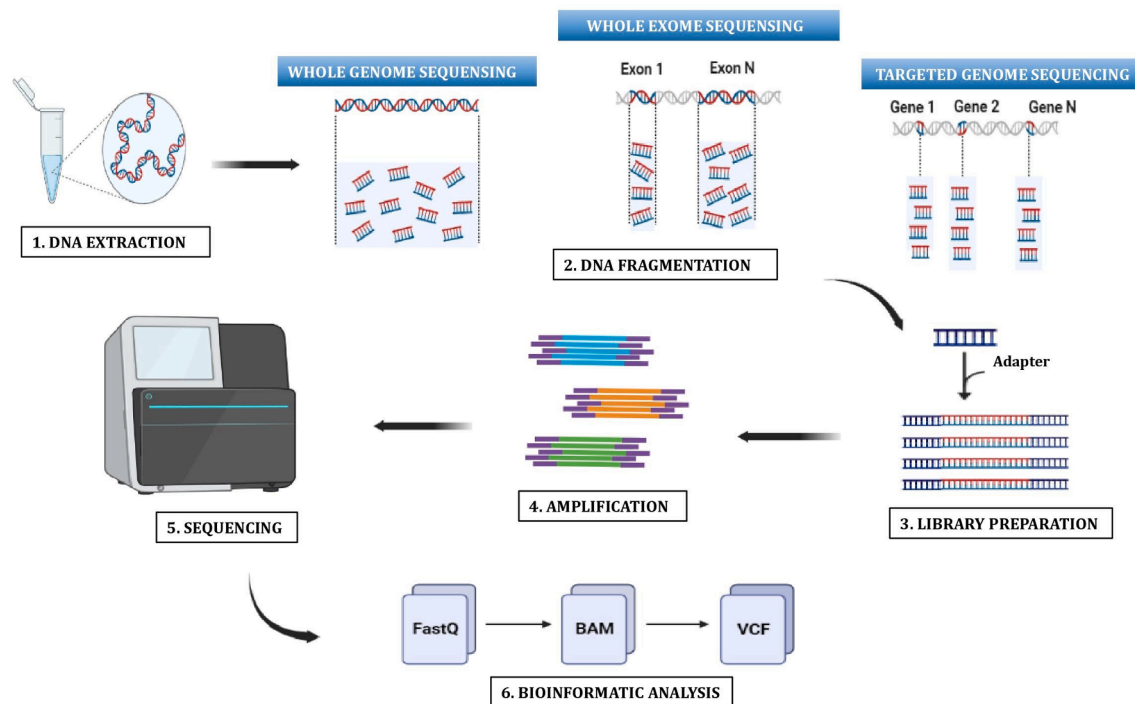 WHOLE EXOME SEQUENSING
WHOLE GENOME SEQUENSING
TARGETED GENOME SEQUENCING
Exon 1
Exon N
Gene 1
Gene 2
Gene N
1. DNA EXTRACTION
2. DNA FRAGMENTATION
Adapter
3. LIBRARY PREPARATION
4. AMPLIFICATION
5. SEQUENCING
FastQ
BAM
VCF
6. BIOINFORMATIC ANALYSIS